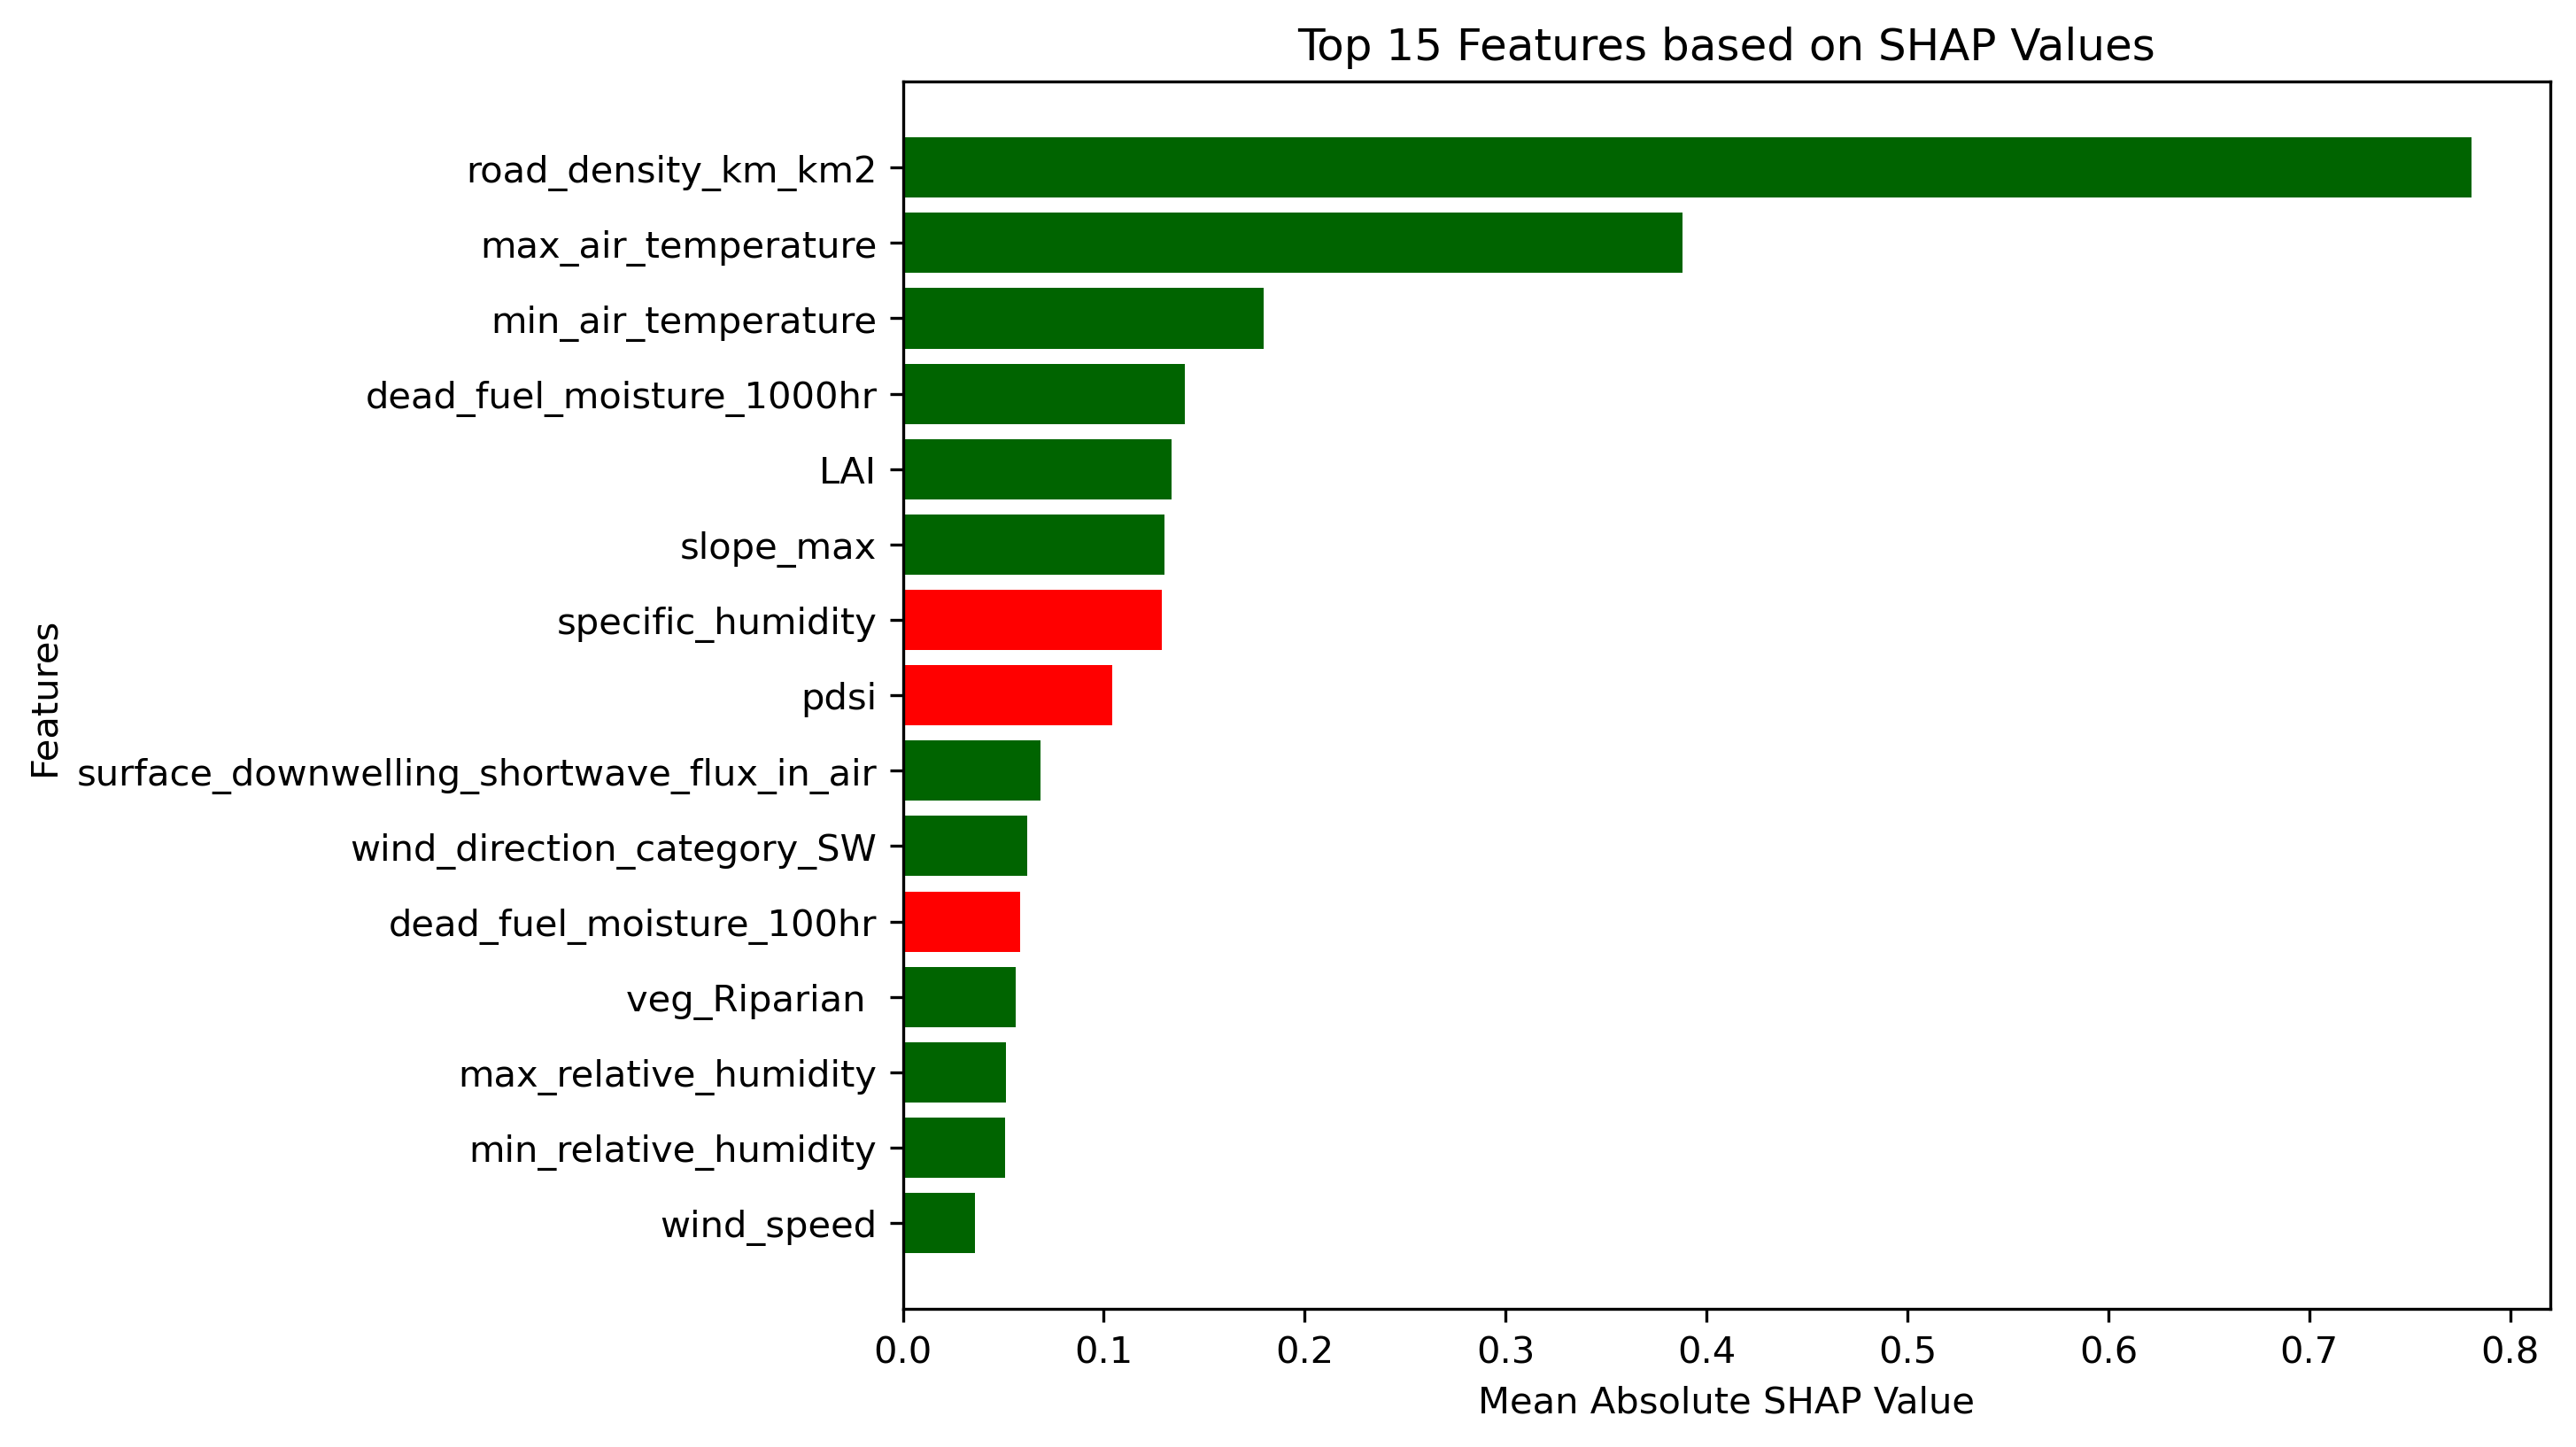 Top 15 Features based on SHAP Values
Features
road_density_km_km2
max_air_temperature
min_air_temperature
dead_fuel_moisture_1000hr
LAI
slope_max
specific_humidity
pdsi
surface_downwelling_shortwave_flux_in_air
wind_direction_category_SW
dead_fuel_moisture_100hr
veg_Riparian
max_relative_humidity
min_relative_humidity
wind_speed
0.0 0.1 0.2 0.3 0.4 0.5 0.6 0.7 0.8
Mean Absolute SHAP Value